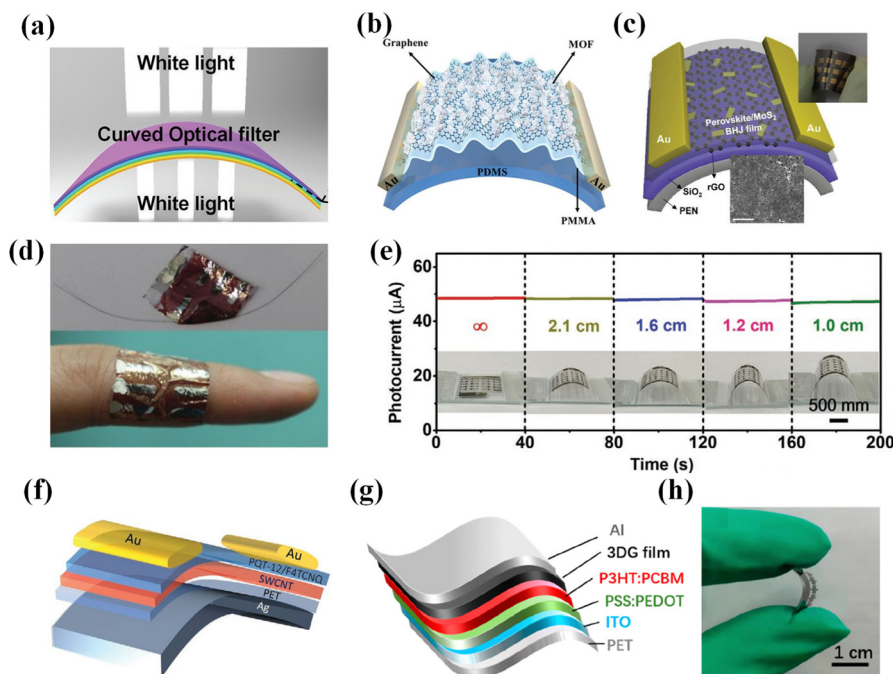 (a)
White light
Curved Optical filter
White light
(b)
Graphene
MOF
Au
PDMS
Au
PMMA
(c)
Au
Perovskite/MoS₂
BHJ film
Au
SiO₂
rGO
PEN
(d)
(e)
Photocurrent (μA)
60
40
20
0
∞
2.1 cm
1.6 cm
1.2 cm
1.0 cm
500 mm
0
40
80
120
160
200
Time (s)
(f)
Au
Au
PQT-12/F4TCNQ
SWCNT
PET
Ag
(g)
Al
3DG film
P3HT:PCBM
PSS:PEDOT
ITO
PET
(h)
1 cm